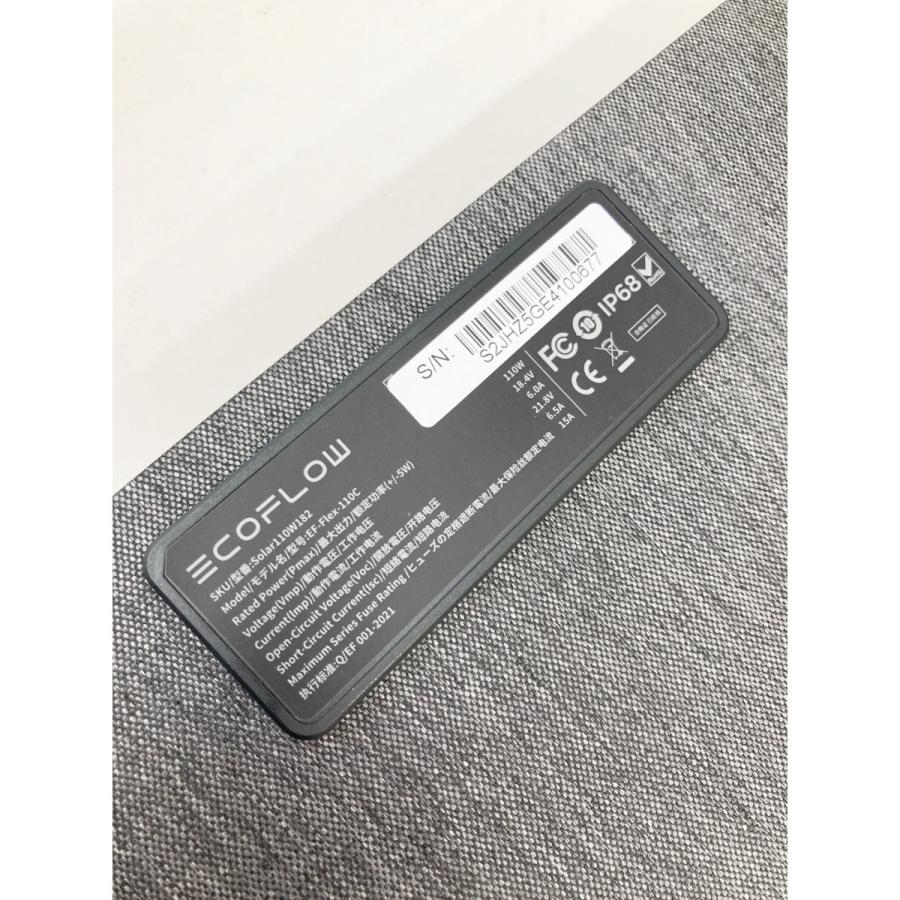 ECOFLOW
S/N: S2JHZ5GE4100677
SKU/型番:Solar110W182
Model/モデル名/型号:EF-Flex-110C
Rated Power(Pmax)/最大出力/额定功率(+/-5W) 110W
Voltage(Vmp)/動作電圧/工作电压 18.4V
Current(Imp)/動作電流/工作电流 6.0A
Open-Circuit Voltage(Voc)/開放電圧/开路电压 21.8V
Short-Circuit Current(Isc)/短絡電流/短路电流 6.5A
Maximum Series Fuse Rating /ヒューズの定格遮断電流/最大保险丝额定电流 15A
执行标准:Q/EF 001-2021
FC 10 IP68
CE